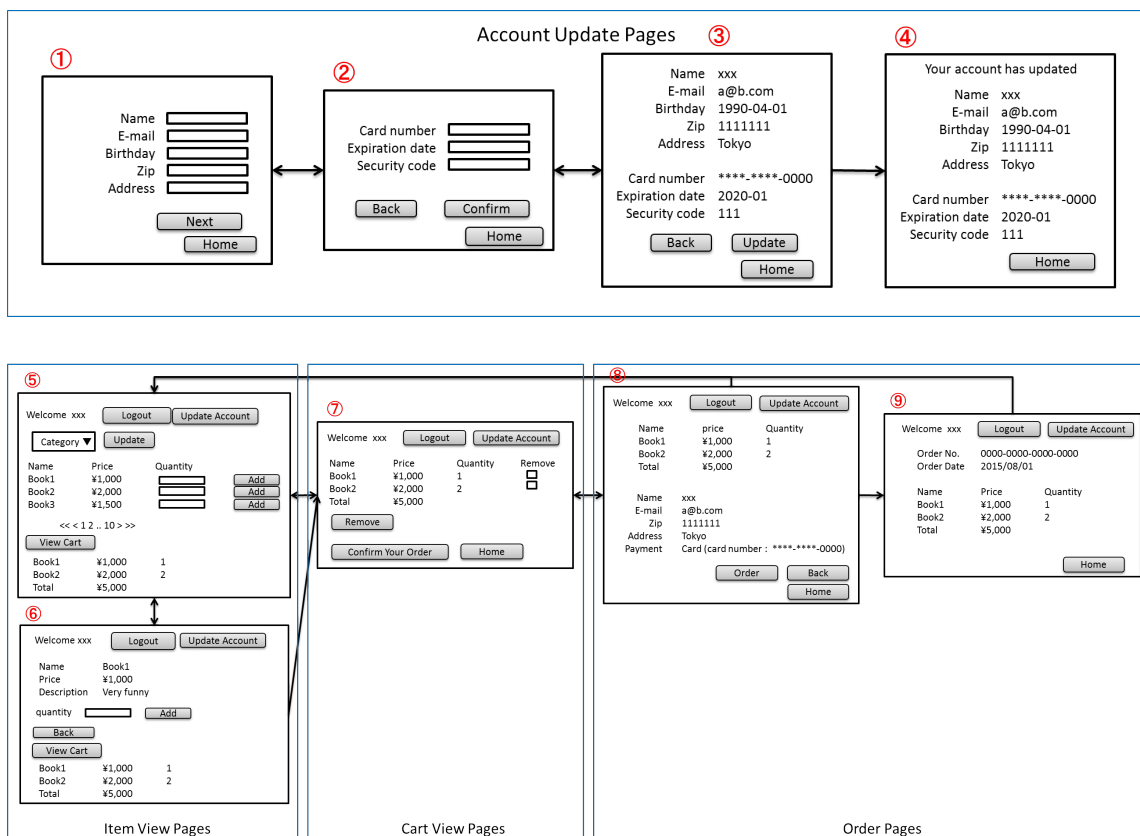 Account Update Pages
①
Name
E-mail
Birthday
Zip
Address
Next
Home
②
Card number
Expiration date
Security code
Back Confirm
Home
③
Name xxx
E-mail a@b.com
Birthday 1990-04-01
Zip 1111111
Address Tokyo
Card number ****-****-0000
Expiration date 2020-01
Security code 111
Back Update
Home
④
Your account has updated
Name xxx
E-mail a@b.com
Birthday 1990-04-01
Zip 1111111
Address Tokyo
Card number ****-****-0000
Expiration date 2020-01
Security code 111
Home
⑤
Welcome xxx Logout Update Account
Category ▼ Update
Name Price Quantity
Book1 ¥1,000 Add
Book2 ¥2,000 Add
Book3 ¥1,500 Add
<< < 1 2 .. 10 > >>
View Cart
Book1 ¥1,000 1
Book2 ¥2,000 2
Total ¥5,000
⑥
Welcome xxx Logout Update Account
Name Book1
Price ¥1,000
Description Very funny
quantity Add
Back
View Cart
Book1 ¥1,000 1
Book2 ¥2,000 2
Total ¥5,000
Item View Pages
⑦
Welcome xxx Logout Update Account
Name Price Quantity Remove
Book1 ¥1,000 1
Book2 ¥2,000 2
Total ¥5,000
Remove
Confirm Your Order Home
Cart View Pages
⑧
Welcome xxx Logout Update Account
Name price Quantity
Book1 ¥1,000 1
Book2 ¥2,000 2
Total ¥5,000
Name xxx
E-mail a@b.com
Zip 1111111
Address Tokyo
Payment Card (card number : ****-****-0000)
Order Back
Home
⑨
Welcome xxx Logout Update Account
Order No. 0000-0000-0000-0000
Order Date 2015/08/01
Name Price Quantity
Book1 ¥1,000 1
Book2 ¥2,000 2
Total ¥5,000
Home
Order Pages